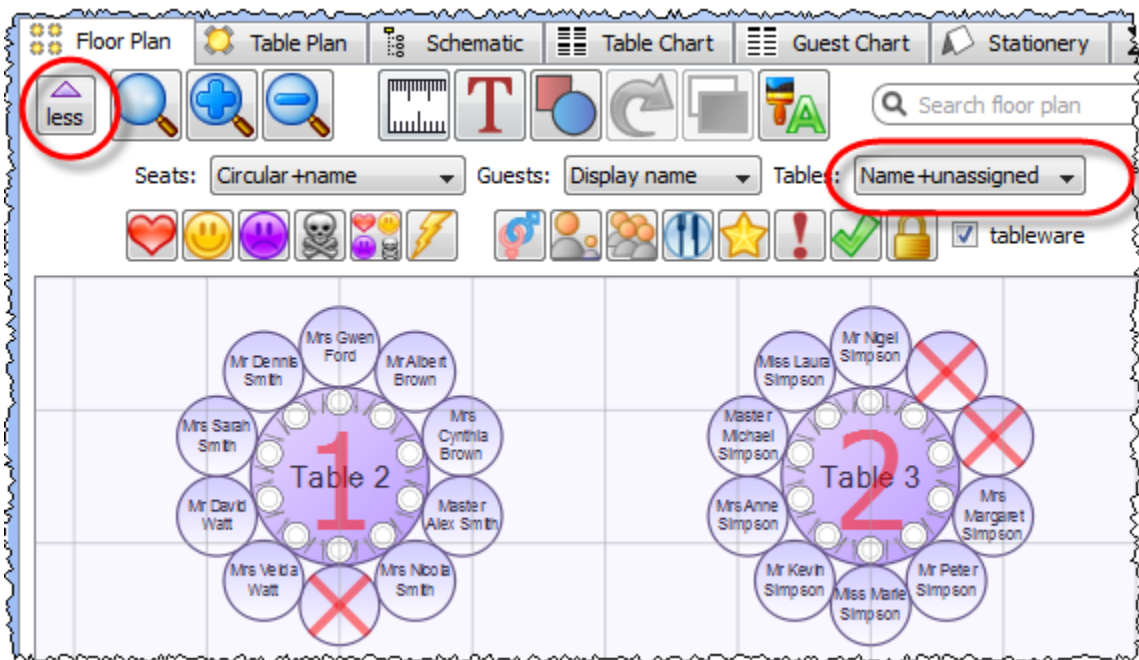 Floor Plan
Table Plan
Schematic
Table Chart
Guest Chart
Stationery
less
T
A
Search floor plan
Seats:
Circular+name
Guests:
Display name
Tables:
Name+unassigned
tableware
Mrs Gwen
Ford
Mr Dennis
Smith
Mr Albert
Brown
Mrs Sarah
Smith
Mrs
Cynthia
Brown
Table 2
1
Mr David
Watt
Master
Alex Smith
Mrs Velda
Watt
Mrs Nicola
Smith
Mr Nigel
Simpson
Miss Laura
Simpson
Master
Michael
Simpson
Table 3
2
Mrs Anne
Simpson
Mrs
Margaret
Simpson
Mr Kevin
Simpson
Mr Peter
Simpson
Miss Marie
Simpson